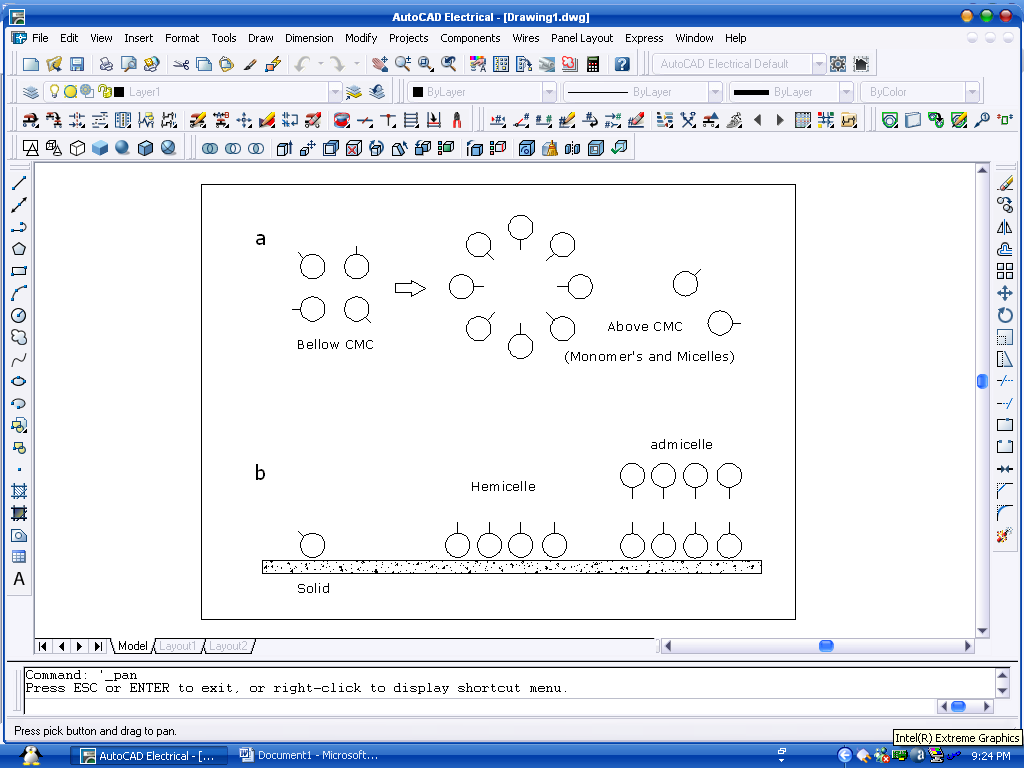 AutoCAD Electrical - [Drawing1.dwg]
File Edit View Insert Format Tools Draw Dimension Modify Projects Components Wires Panel Layout Express Window Help
AutoCAD Electrical Default
Layer1 ByLayer ByLayer ByLayer ByColor
a
Bellow CMC
Above CMC
(Monomer's and Micelles)
admicelle
b
Hemicelle
Solid
A
Model Layout1 Layout2
Command: '_pan
Press ESC or ENTER to exit, or right-click to display shortcut menu.
Press pick button and drag to pan.
Intel(R) Extreme Graphics
AutoCAD Electrical - [... Document1 - Microsoft... 9:24 PM